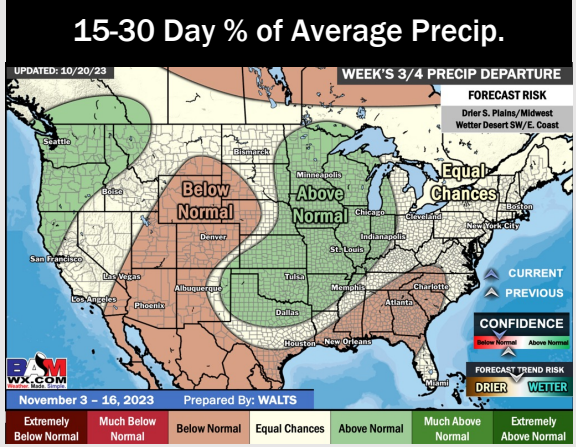 15-30 Day % of Average Precip.
UPDATED: 10/20/23
WEEK'S 3/4 PRECIP DEPARTURE
FORECAST RISK
Drier S. Plains/Midwest
Wetter Desert SW/E. Coast
Seattle
Bismarck
Minneapolis
Equal
Chances
Boise
Below
Normal
Above
Normal
Chicago
Cleveland
Boston
New York City
Denver
Indianapolis
San Francisco
St. Louis
Las Vegas
Albuquerque
Tulsa
Memphis
Charlotte
Los Angeles
Phoenix
Atlanta
Dallas
Houston
New Orleans
Miami
CURRENT
PREVIOUS
CONFIDENCE
Below Normal
Above Normal
FORECAST TREND RISK
DRIER
WETTER
BAM
WX.COM
Weather. Made. Simple.
November 3 – 16, 2023
Prepared By: WALTS
Extremely
Below Normal
Much Below
Normal
Below Normal
Equal Chances
Above Normal
Much Above
Normal
Extremely
Above Normal